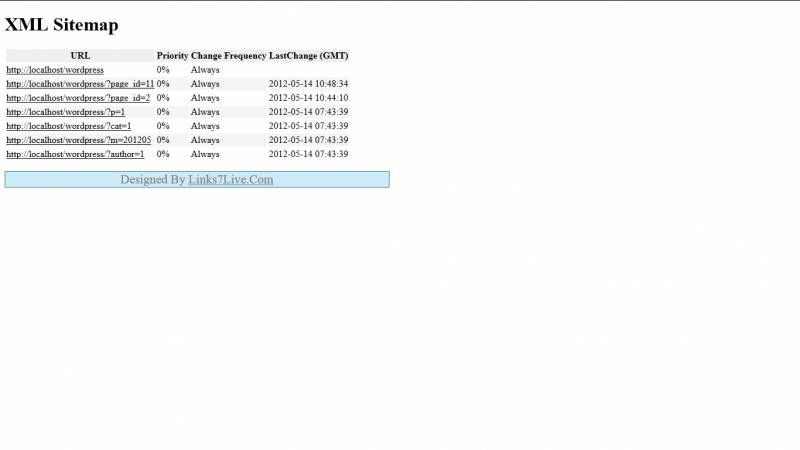 XML Sitemap
URL Priority Change Frequency LastChange (GMT)
http://localhost/wordpress 0% Always
http://localhost/wordpress/?page_id=11 0% Always 2012-05-14 10:48:34
http://localhost/wordpress/?page_id=2 0% Always 2012-05-14 10:44:10
http://localhost/wordpress/?p=1 0% Always 2012-05-14 07:43:39
http://localhost/wordpress/?cat=1 0% Always 2012-05-14 07:43:39
http://localhost/wordpress/?m=201205 0% Always 2012-05-14 07:43:39
http://localhost/wordpress/?author=1 0% Always 2012-05-14 07:43:39
Designed By Links7Live.Com